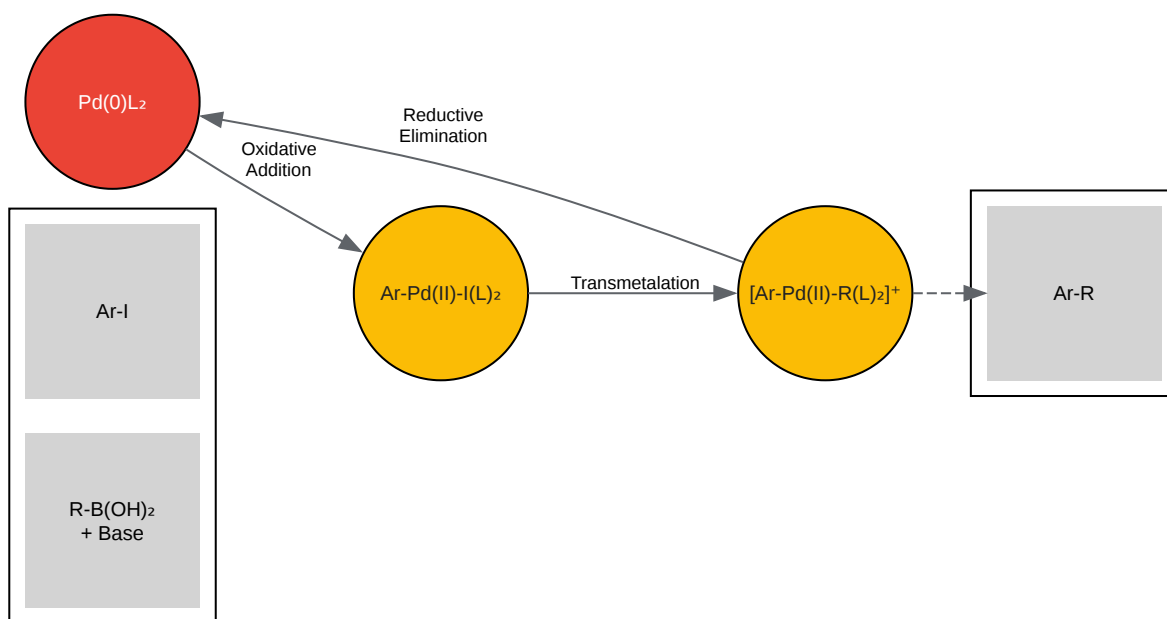 Pd(0)L₂
Reductive
Elimination
Oxidative
Addition
Ar-I
Ar-Pd(II)-I(L)₂
Transmetalation
[Ar-Pd(II)-R(L)₂]⁺
Ar-R
R-B(OH)₂
+ Base